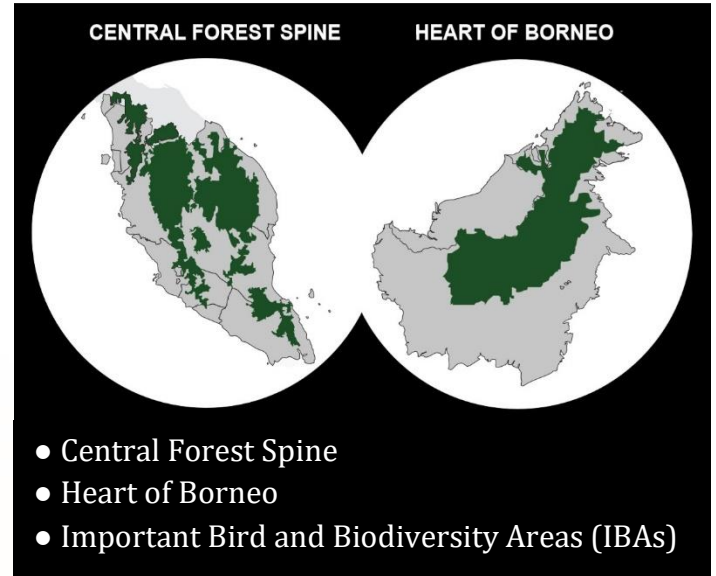 CENTRAL FOREST SPINE
HEART OF BORNEO
● Central Forest Spine
● Heart of Borneo
● Important Bird and Biodiversity Areas (IBAs)